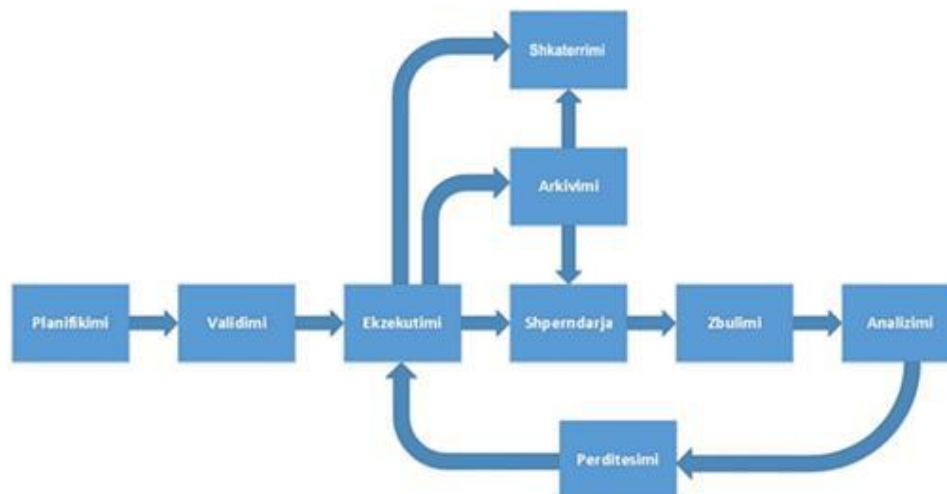 Shkaterrimi
Arkivimi
Planifikimi
Validimi
Ekzekutimi
Shperndarja
Zbulimi
Analizimi
Perditesimi